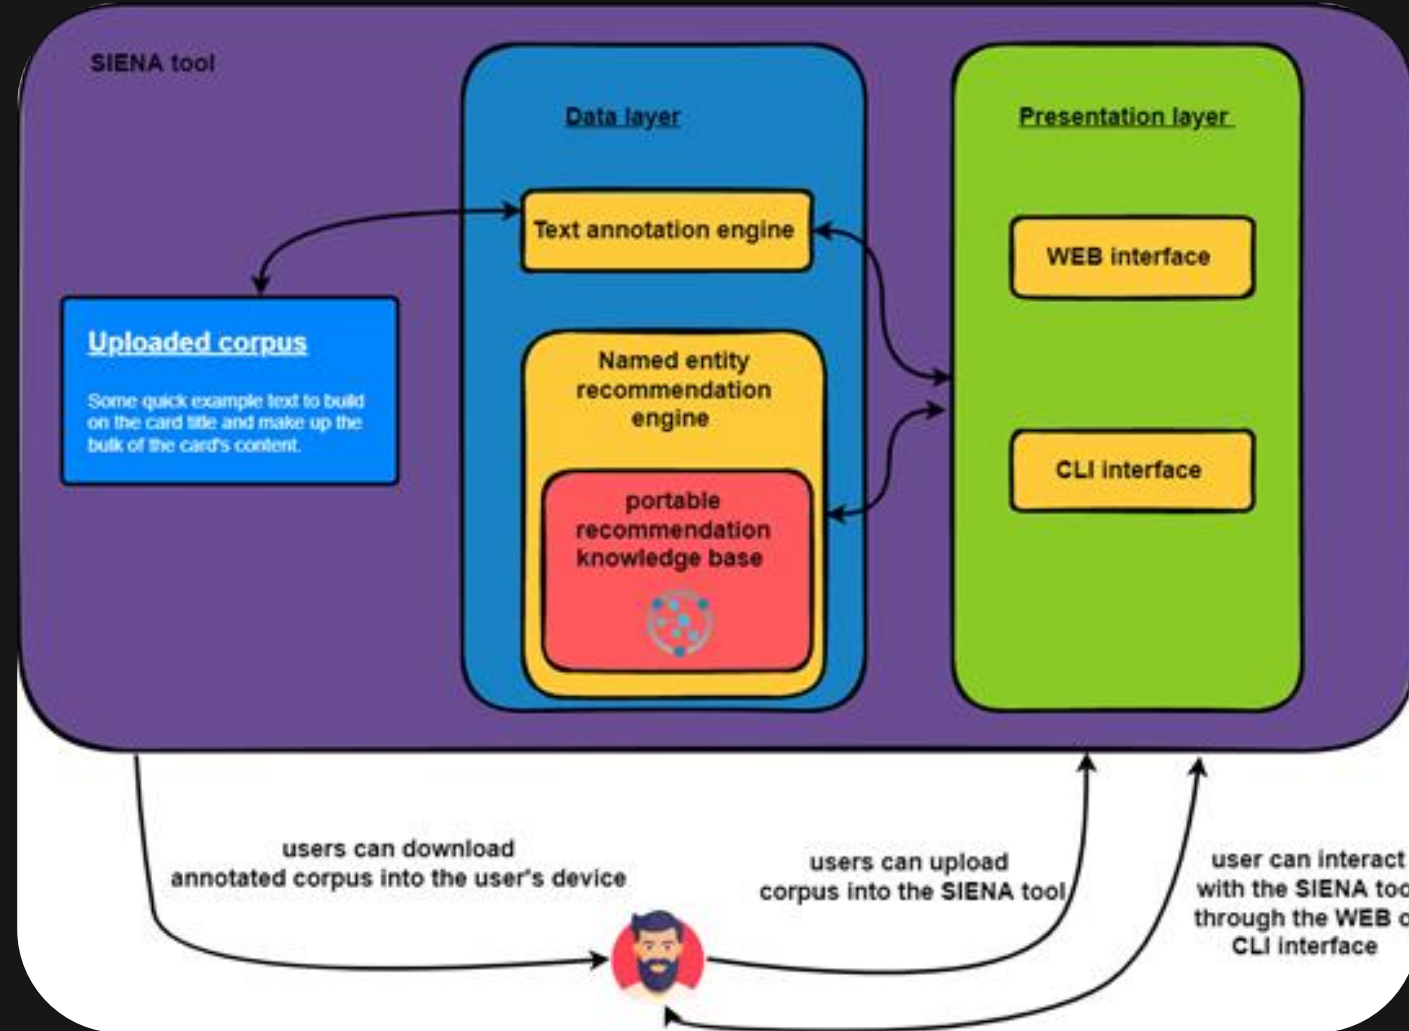 SIENA tool
Data layer
Presentation layer
Text annotation engine
WEB interface
Uploaded corpus
Some quick example text to build
on the card title and make up the
bulk of the card's content.
Named entity
recommendation
engine
CLI interface
portable
recommendation
knowledge base
users can download
annotated corpus into the user's device
users can upload
corpus into the SIENA tool
user can interact
with the SIENA
through the WEB
CLI interface